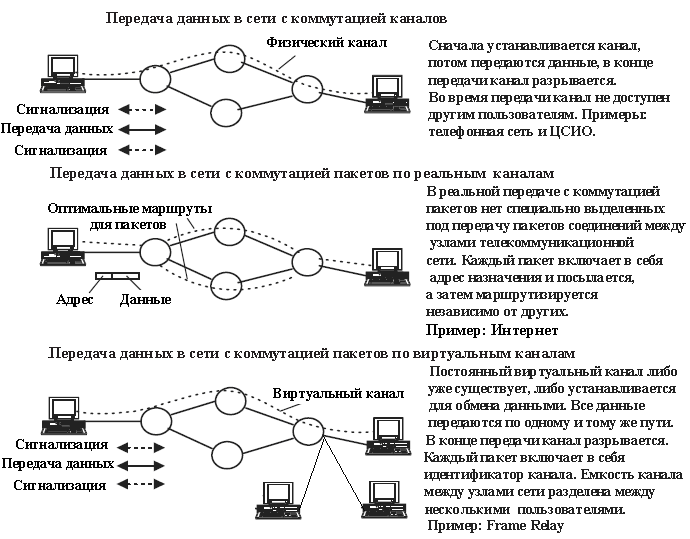 Передача данных в сети с коммутацией каналов
Физический канал
Сигнализация
Передача данных
Сигнализация
Сначала устанавливается канал,
потом передаются данные, в конце
передачи канал разрывается.
Во время передачи канал не доступен
другим пользователям. Примеры:
телефонная сеть и ЦСИО.
Передача данных в сети с коммутацией пакетов по реальным каналам
Оптимальные маршруты
для пакетов
Адрес
Данные
В реальной передаче с коммутацией
пакетов нет специально выделенных
под передачу пакетов соединений между
узлами телекоммуникационной
сети. Каждый пакет включает в себя
адрес назначения и посылается,
а затем маршрутизируется
независимо от других.
Пример: Интернет
Передача данных в сети с коммутацией пакетов по виртуальным каналам
Виртуальный канал
Сигнализация
Передача данных
Сигнализация
Постоянный виртуальный канал либо
уже существует, либо устанавливается
для обмена данными. Все данные
передаются по одному и тому же пути.
В конце передачи канал разрывается.
Каждый пакет включает в себя
идентификатор канала. Емкость канала
между узлами сети разделена между
несколькими пользователями.
Пример: Frame Relay